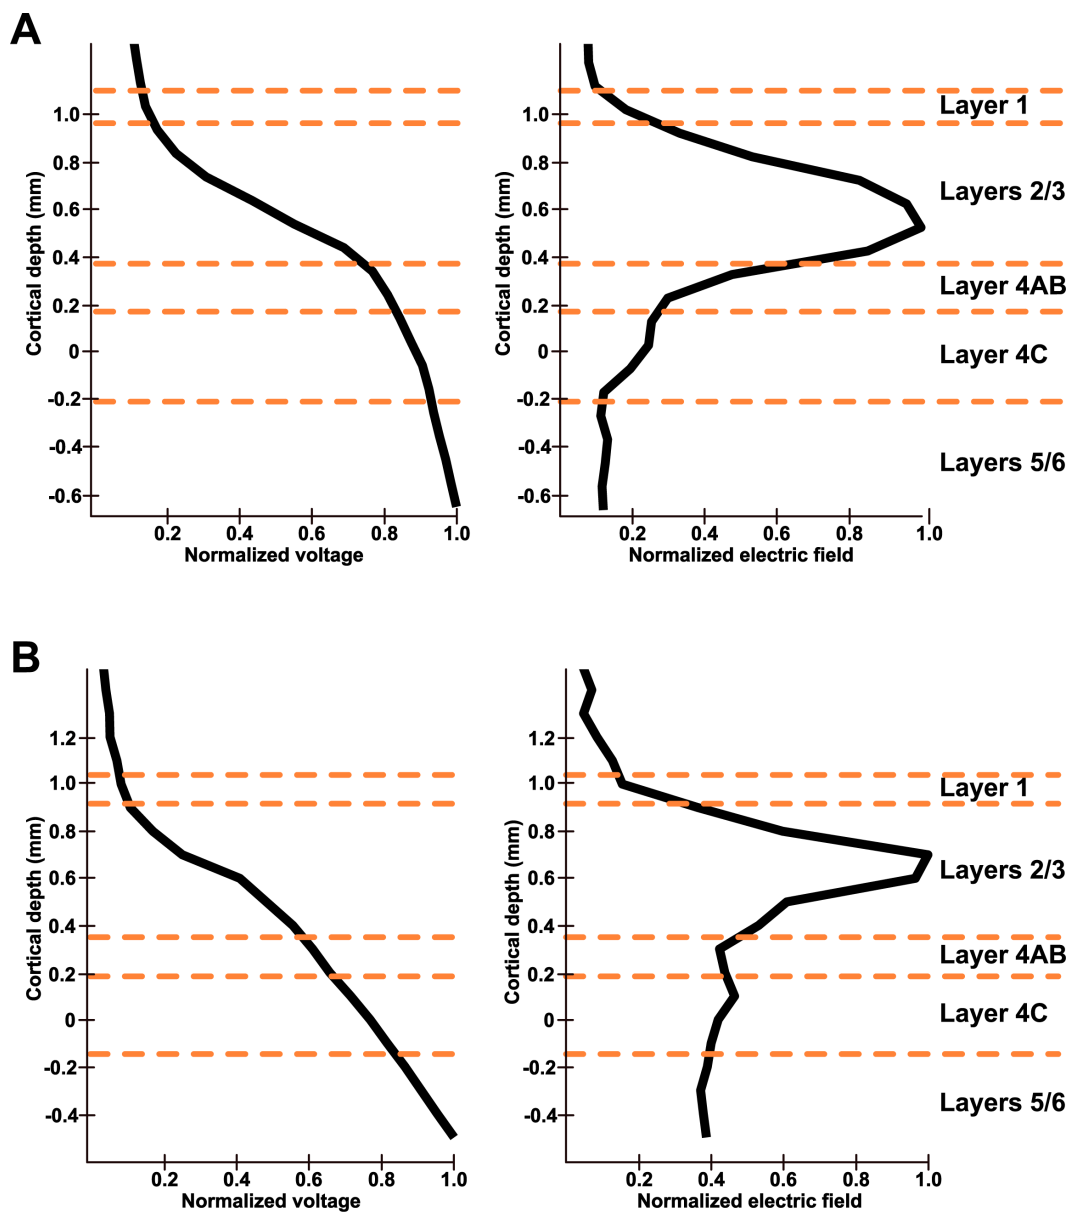 A
Cortical depth (mm)
1.0
0.8
0.6
0.4
0.2
0
-0.2
-0.4
-0.6
0.2 0.4 0.6 0.8 1.0
Normalized voltage
Cortical depth (mm)
1.0
0.8
0.6
0.4
0.2
0
-0.2
-0.4
-0.6
0.2 0.4 0.6 0.8 1.0
Normalized electric field
Layer 1
Layers 2/3
Layer 4AB
Layer 4C
Layers 5/6
B
Cortical depth (mm)
1.2
1.0
0.8
0.6
0.4
0.2
0
-0.2
-0.4
0.2 0.4 0.6 0.8 1.0
Normalized voltage
Cortical depth (mm)
1.2
1.0
0.8
0.6
0.4
0.2
0
-0.2
-0.4
0.2 0.4 0.6 0.8 1.0
Normalized electric field
Layer 1
Layers 2/3
Layer 4AB
Layer 4C
Layers 5/6